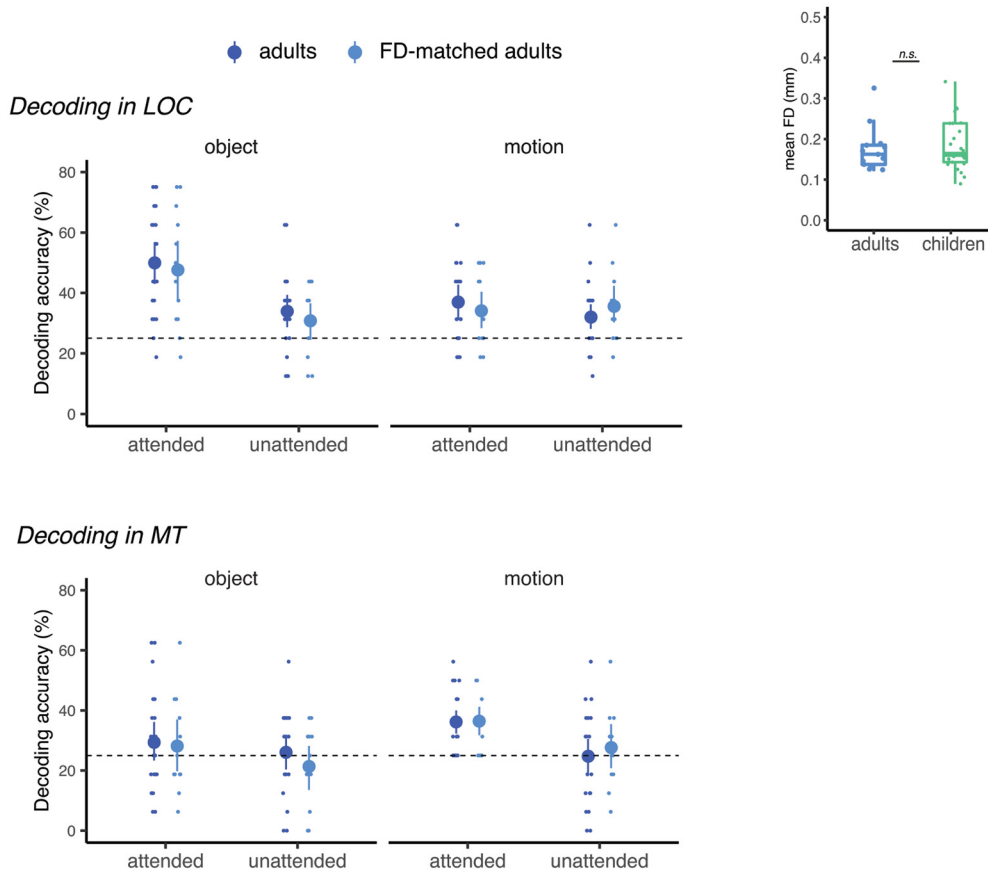 adults FD-matched adults
Decoding in LOC
object motion
Decoding accuracy (%)
80
60
40
20
0
attended unattended attended unattended
mean FD (mm)
0.5
0.4
0.3
0.2
0.1
0.0
n.s.
adults children
Decoding in MT
object motion
Decoding accuracy (%)
80
60
40
20
0
attended unattended attended unattended